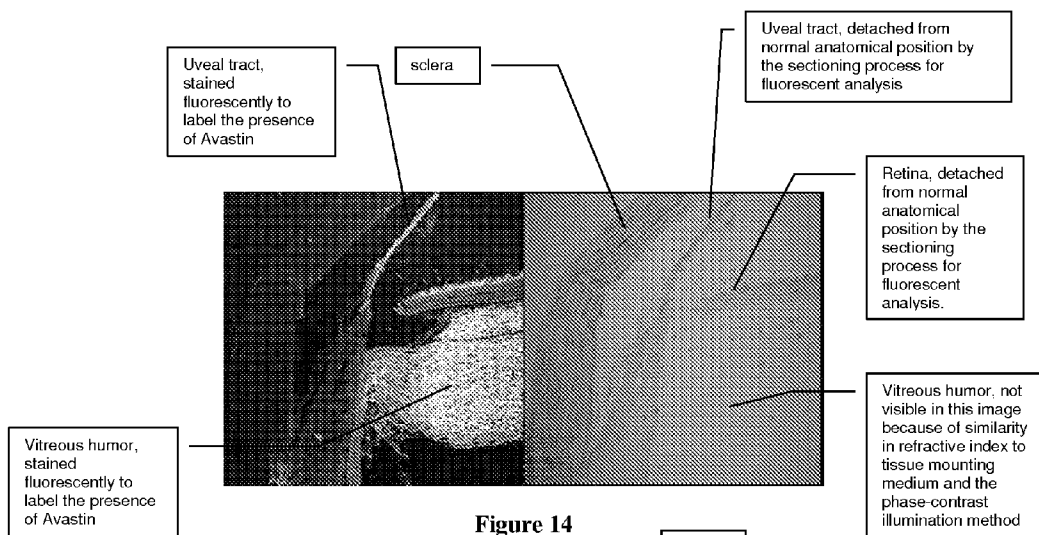 Uveal tract,
stained
fluorescently to
label the presence
of Avastin
sclera
Uveal tract, detached from
normal anatomical position by
the sectioning process for
fluorescent analysis
Retina, detached
from normal
anatomical
position by the
sectioning
process for
fluorescent
analysis.
Vitreous humor,
stained
fluorescently to
label the presence
of Avastin
Vitreous humor, not
visible in this image
because of similarity
in refractive index to
tissue mounting
medium and the
phase-contrast
illumination method
Figure 14